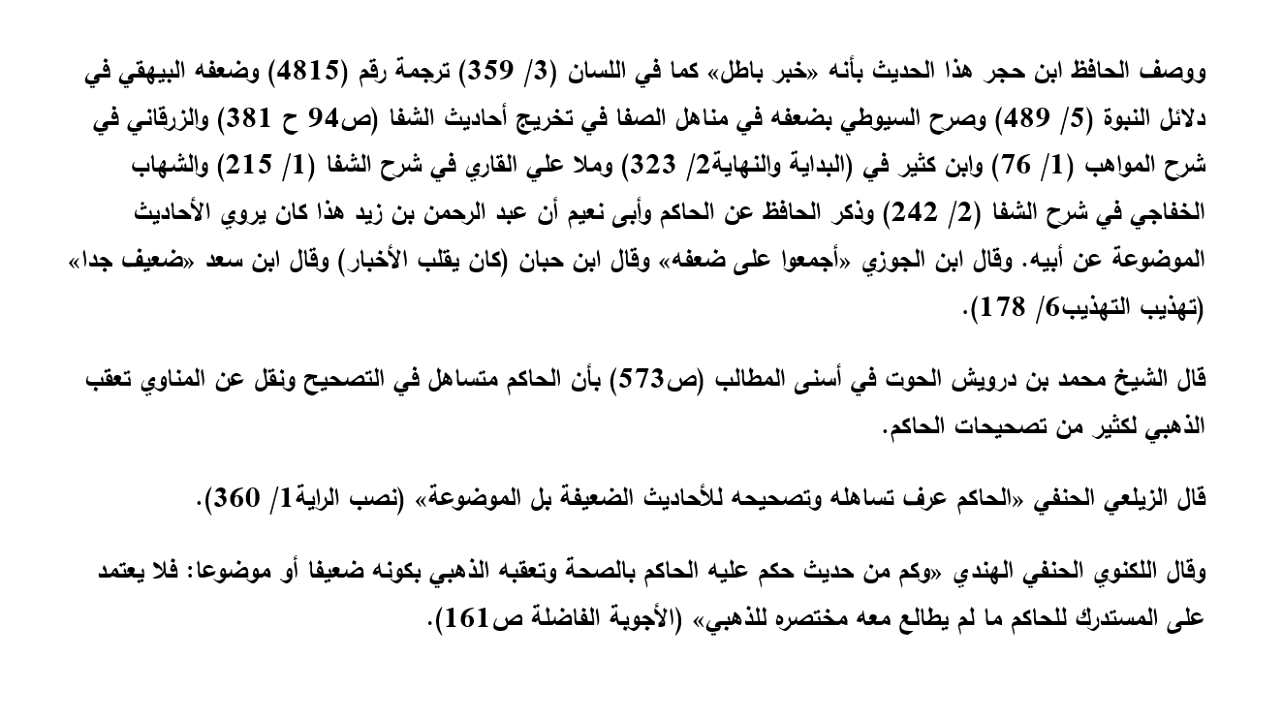 ووصف الحافظ ابن حجر هذا الحديث بأنه «خبر باطل» كما في اللسان (3/ 359) ترجمة رقم (4815) وضعفه البيهقي في
دلائل النبوة (5/ 489) وصرح السيوطي بضعفه في مناهل الصفا في تخريج أحاديث الشفا (ص94 ح 381) والزرقاني في
شرح المواهب (1/ 76) وابن كثير في (البداية والنهاية2/ 323) وملا علي القاري في شرح الشفا (1/ 215) والشهاب
الخفاجي في شرح الشفا (2/ 242) وذكر الحافظ عن الحاكم وأبى نعيم أن عبد الرحمن بن زيد هذا كان يروي الأحاديث
الموضوعة عن أبيه. وقال ابن الجوزي «أجمعوا على ضعفه» وقال ابن حبان (كان يقلب الأخبار) وقال ابن سعد «ضعيف جدا»
(تهذيب التهذيب6/ 178).
قال الشيخ محمد بن درويش الحوت في أسنى المطالب (ص573) بأن الحاكم متساهل في التصحيح ونقل عن المناوي تعقب
الذهبي لكثير من تصحيحات الحاكم.
قال الزيلعي الحنفي «الحاكم عرف تساهله وتصحيحه للأحاديث الضعيفة بل الموضوعة» (نصب الراية1/ 360).
وقال اللكنوي الحنفي الهندي «وكم من حديث حكم عليه الحاكم بالصحة وتعقبه الذهبي بكونه ضعيفا أو موضوعا: فلا يعتمد
على المستدرك للحاكم ما لم يطالع معه مختصره للذهبي» (الأجوبة الفاضلة ص161).